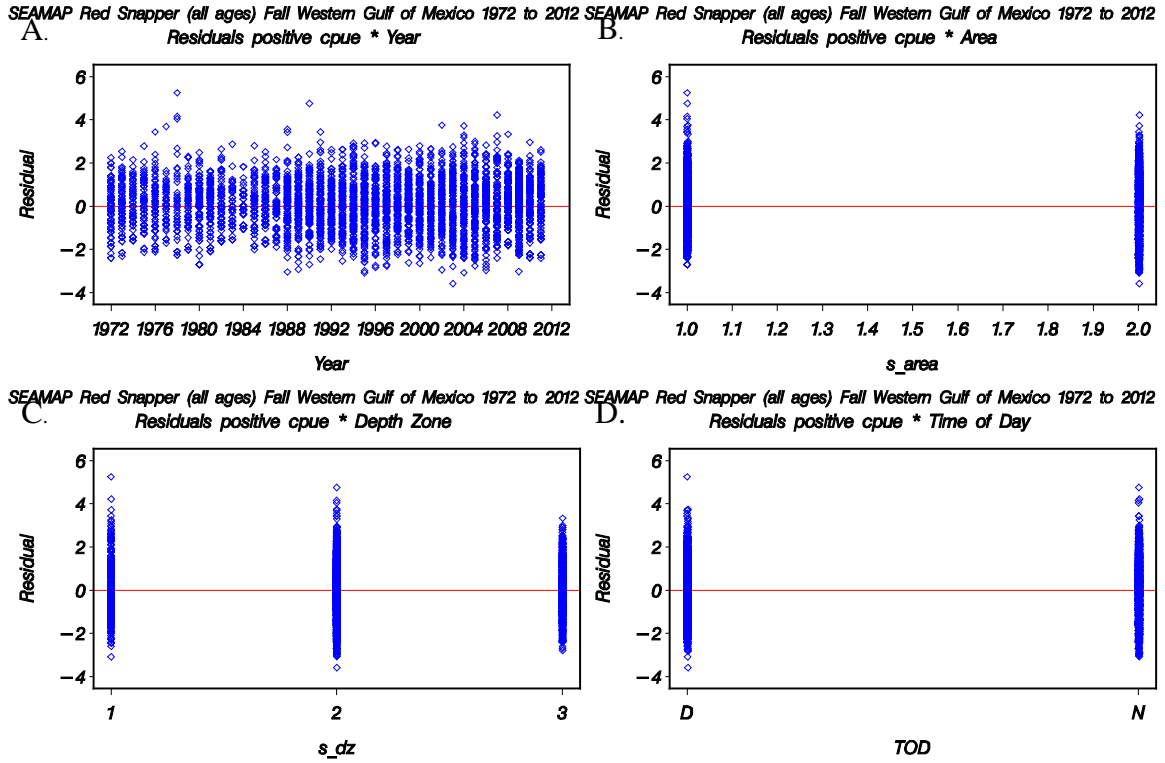 SEAMAP Red Snapper (all ages) Fall Western Gulf of Mexico 1972 to 2012
A.
Residuals positive cpue * Year
6
4
2
0
−2
−4
Residual
1972 1976 1980 1984 1988 1992 1996 2000 2004 2008 2012
Year
SEAMAP Red Snapper (all ages) Fall Western Gulf of Mexico 1972 to 2012
B.
Residuals positive cpue * Area
6
4
2
0
−2
−4
Residual
1.0 1.1 1.2 1.3 1.4 1.5 1.6 1.7 1.8 1.9 2.0
s_area
SEAMAP Red Snapper (all ages) Fall Western Gulf of Mexico 1972 to 2012
C.
Residuals positive cpue * Depth Zone
6
4
2
0
−2
−4
Residual
1 2 3
s_dz
SEAMAP Red Snapper (all ages) Fall Western Gulf of Mexico 1972 to 2012
D.
Residuals positive cpue * Time of Day
6
4
2
0
−2
−4
Residual
D N
TOD